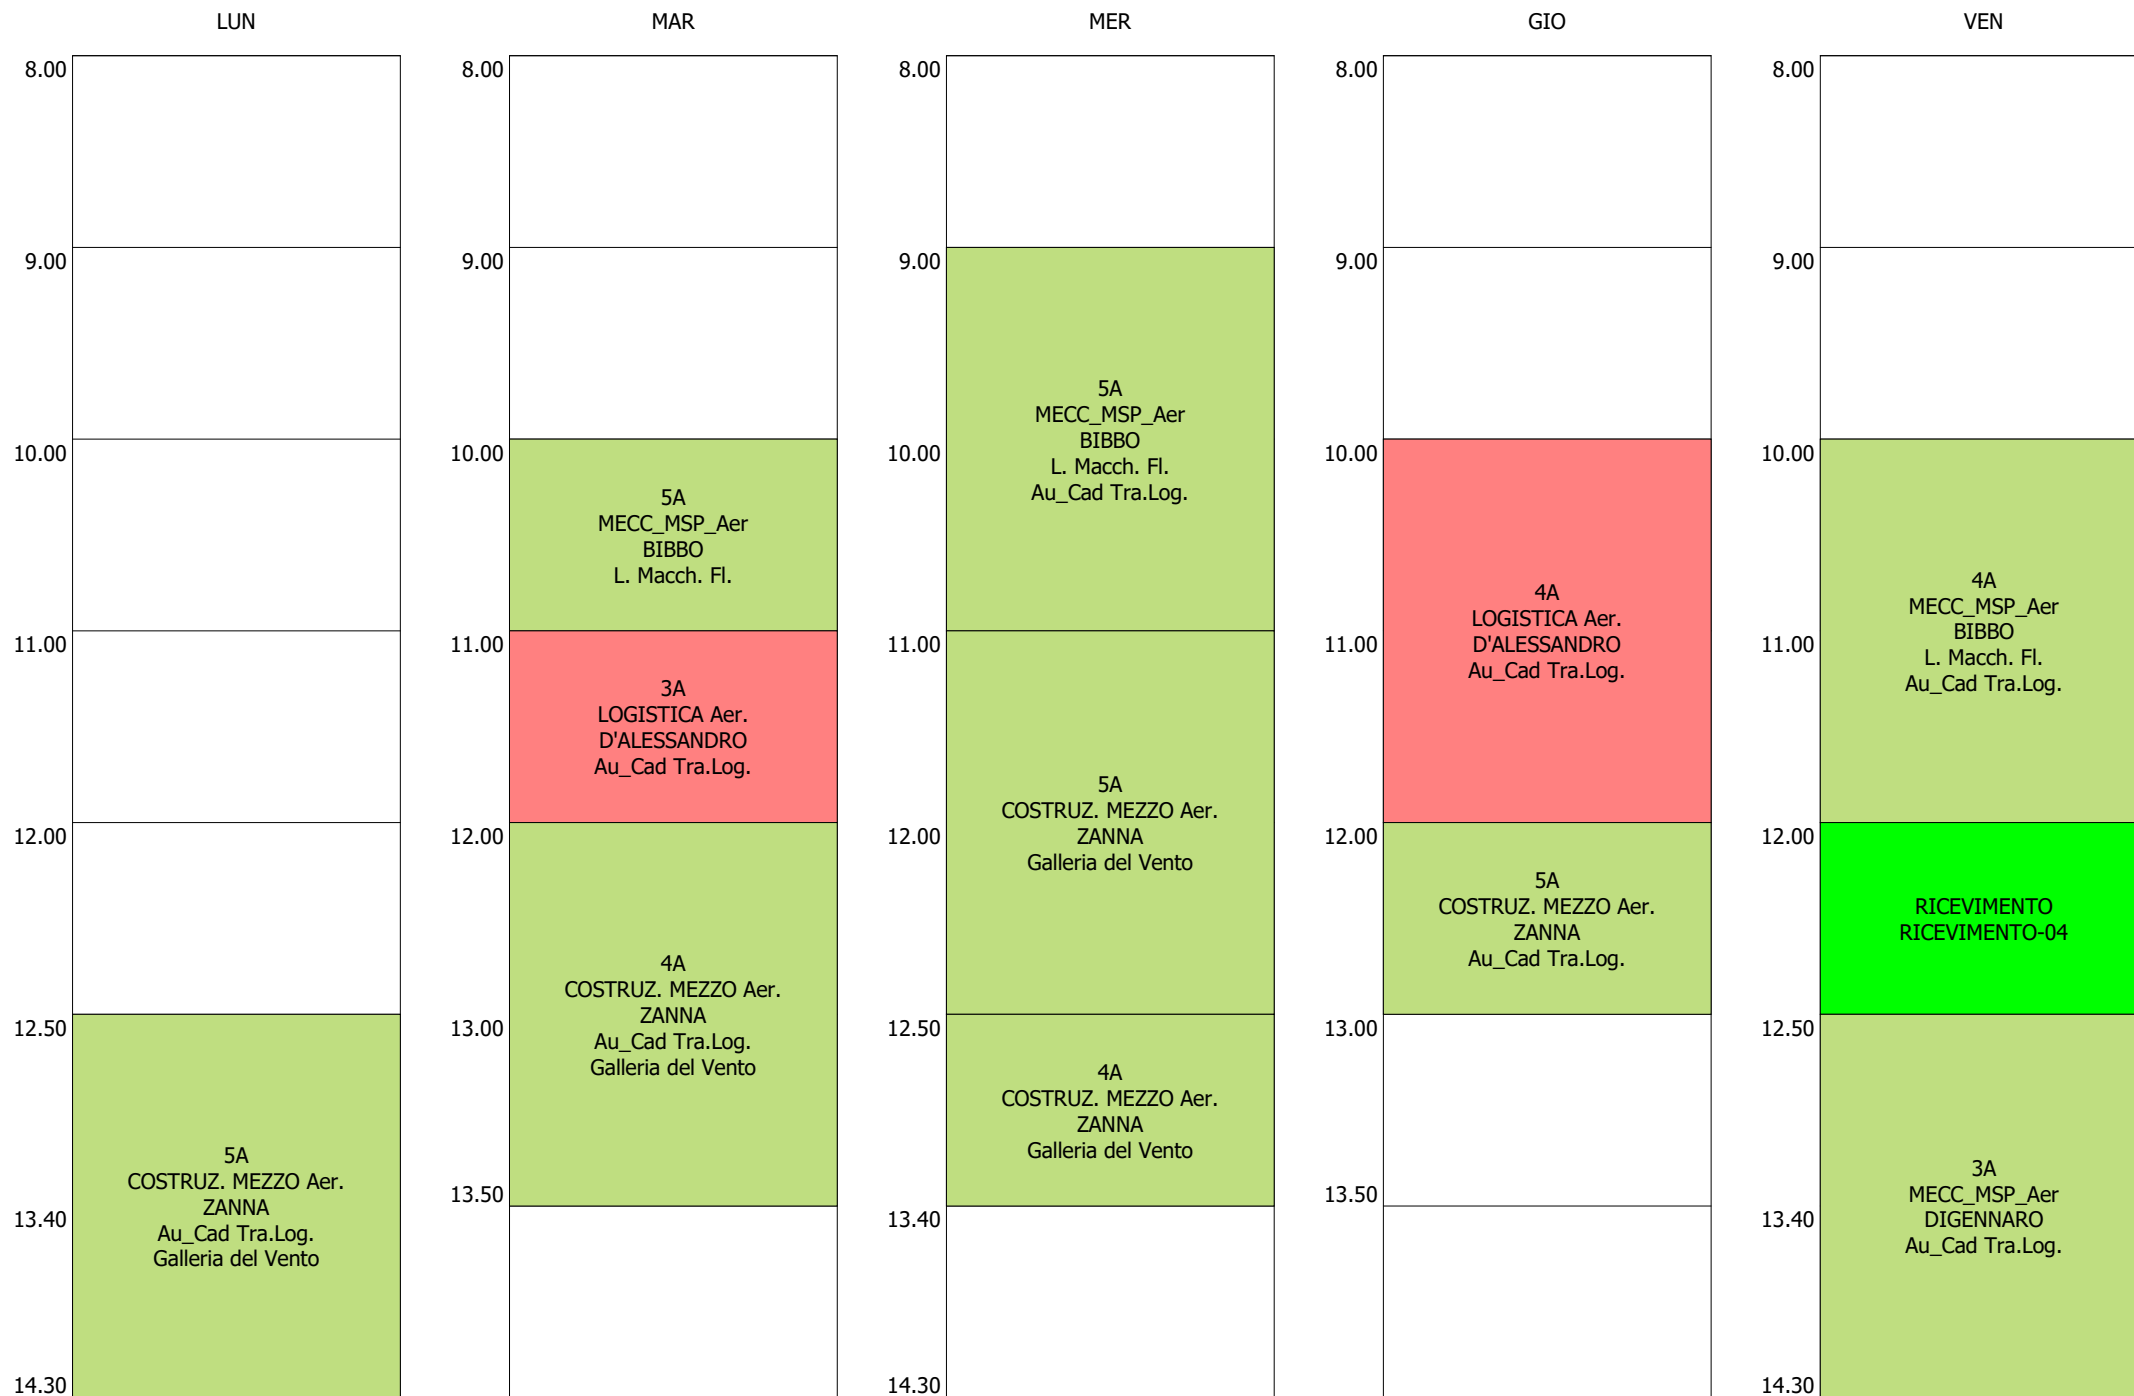 LUN
8.00
9.00
10.00
11.00
12.00
12.50
5A
COSTRUZ. MEZZO Aer.
ZANNA
Au_Cad Tra.Log.
Galleria del Vento
13.40
14.30
MAR
8.00
9.00
10.00
5A
MECC_MSP_Aer
BIBBO
L. Macch. Fl.
11.00
3A
LOGISTICA Aer.
D'ALESSANDRO
Au_Cad Tra.Log.
12.00
4A
COSTRUZ. MEZZO Aer.
ZANNA
Au_Cad Tra.Log.
Galleria del Vento
13.00
13.50
MER
8.00
9.00
5A
MECC_MSP_Aer
BIBBO
L. Macch. Fl.
Au_Cad Tra.Log.
10.00
11.00
5A
COSTRUZ. MEZZO Aer.
ZANNA
Galleria del Vento
12.00
12.50
4A
COSTRUZ. MEZZO Aer.
ZANNA
Galleria del Vento
13.40
14.30
GIO
8.00
9.00
10.00
4A
LOGISTICA Aer.
D'ALESSANDRO
Au_Cad Tra.Log.
11.00
12.00
5A
COSTRUZ. MEZZO Aer.
ZANNA
Au_Cad Tra.Log.
13.00
13.50
VEN
8.00
9.00
10.00
4A
MECC_MSP_Aer
BIBBO
L. Macch. Fl.
Au_Cad Tra.Log.
11.00
12.00
RICEVIMENTO
RICEVIMENTO-04
12.50
3A
MECC_MSP_Aer
DIGENNARO
Au_Cad Tra.Log.
13.40
14.30